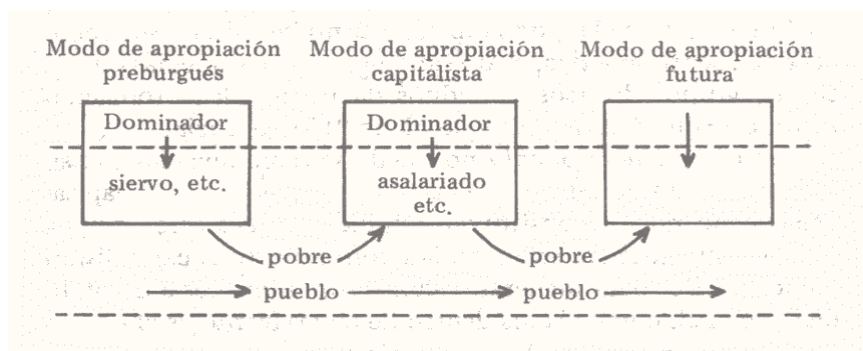 Modo de apropiación
preburgués
Modo de apropiación
capitalista
Modo de apropiación
futura
Dominador
siervo, etc.
Dominador
asalariado
etc.
pobre
pobre
pueblo
pueblo